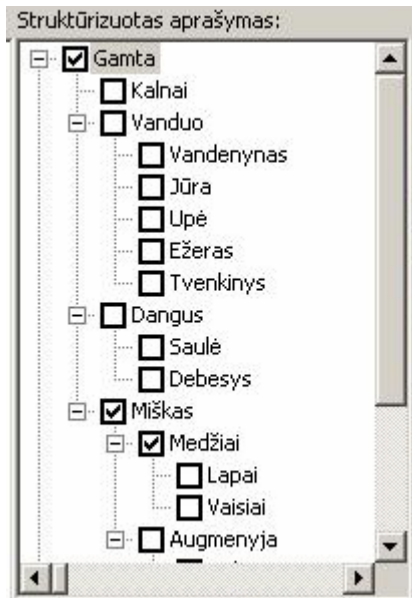 Struktūrizuotas aprašymas:
Gamta
Kalnai
Vanduo
Vandenynas
Jūra
Upė
Ežeras
Tvenkinys
Dangus
Saulė
Debesys
Miškas
Medžiai
Lapai
Vaisiai
Augmenyja